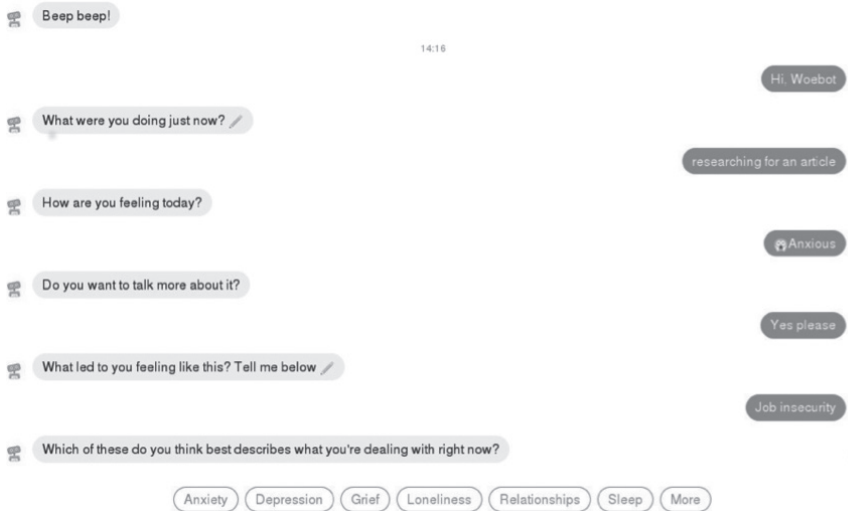 Beep beep!
14:16
Hi, Woebot
What were you doing just now?
researching for an article
How are you feeling today?
Anxious
Do you want to talk more about it?
Yes please
What led to you feeling like this? Tell me below
Job insecurity
Which of these do you think best describes what you're dealing with right now?
Anxiety Depression Grief Loneliness Relationships Sleep More